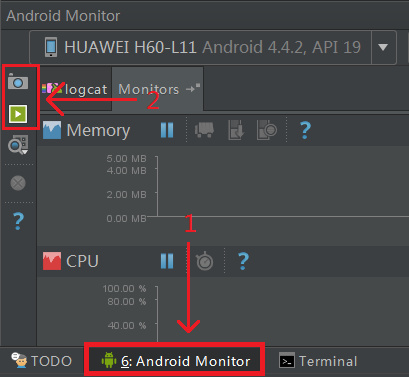 Android Monitor
HUAWEI H60-L11 Android 4.4.2, API 19
logcat Monitors
2
Memory ?
5.00 MB
4.00 MB
2.00 MB
0.00 MB
?
1
CPU ?
100.00 %
80.00 %
40.00 %
TODO 6: Android Monitor Terminal